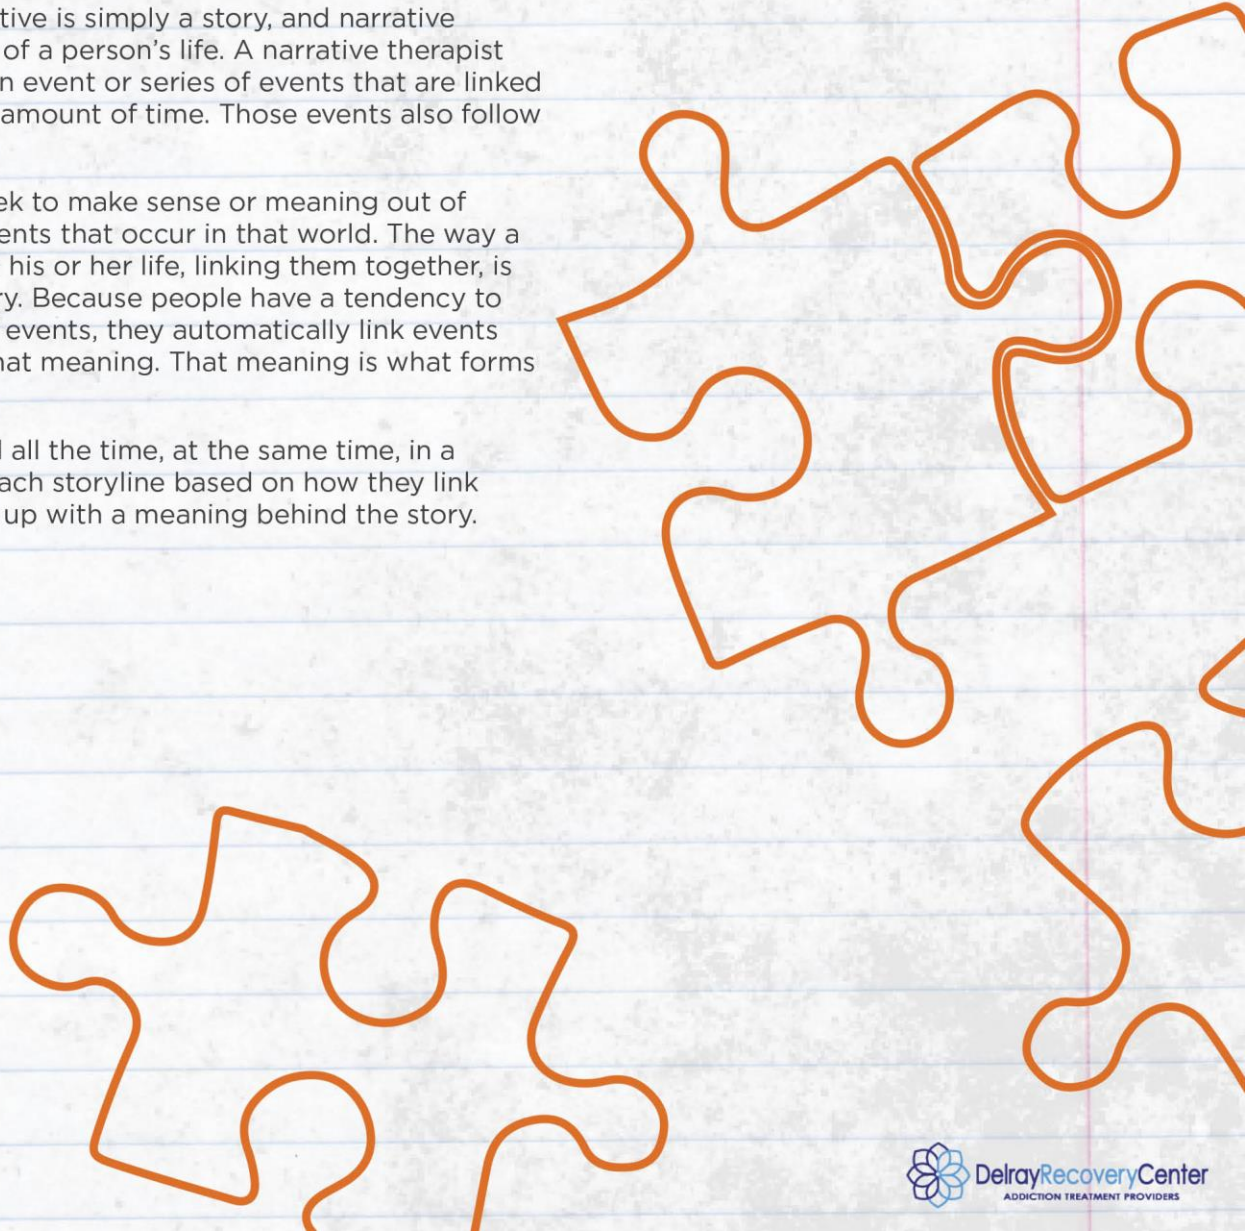 tive is simply a story, and narrative
of a person's life. A narrative therapist
n event or series of events that are linked
amount of time. Those events also follow
ek to make sense or meaning out of
ents that occur in that world. The way a
his or her life, linking them together, is
ry. Because people have a tendency to
events, they automatically link events
hat meaning. That meaning is what forms
l all the time, at the same time, in a
ach storyline based on how they link
up with a meaning behind the story.
DelrayRecoveryCenter
ADDICTION TREATMENT PROVIDERS